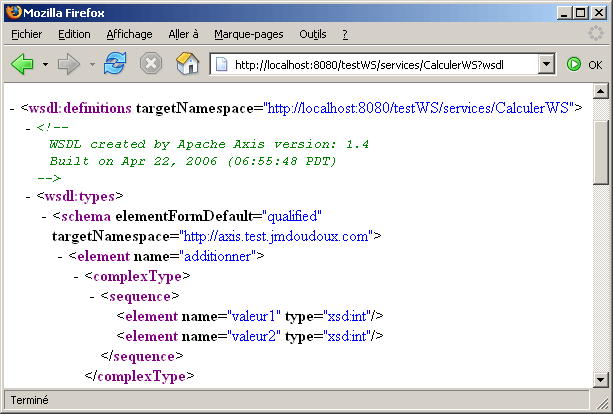 Mozilla Firefox
Fichier Edition Affichage Aller à Marque-pages Outils ?
http://localhost:8080/testWS/services/CalculerWS?wsdl OK
- <wsdl:definitions targetNamespace="http://localhost:8080/testWS/services/CalculerWS">
- <!--
WSDL created by Apache Axis version: 1.4
Built on Apr 22, 2006 (06:55:48 PDT)
-->
- <wsdl:types>
- <schema elementFormDefault="qualified"
targetNamespace="http://axis.test.jmdoudoux.com">
- <element name="additionner">
- <complexType>
- <sequence>
<element name="valeur1" type="xsd:int"/>
<element name="valeur2" type="xsd:int"/>
</sequence>
</complexType>
Terminé